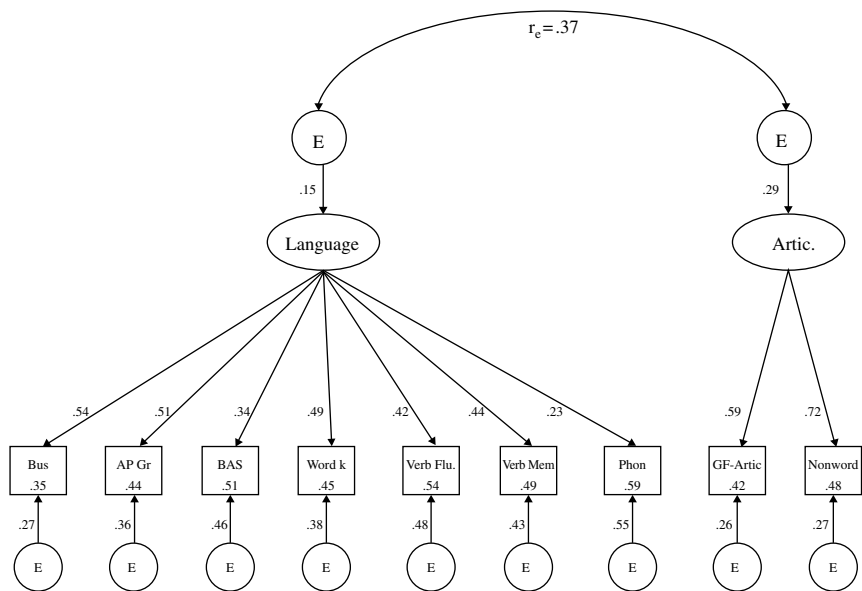 rₑ=.37
E E
.15 .29
Language Artic.
.54 .51 .34 .49 .42 .44 .23 .59 .72
Bus AP Gr BAS Word k Verb Flu. Verb Mem Phon GF-Artic Nonword
.35 .44 .51 .45 .54 .49 .59 .42 .48
.27 .36 .46 .38 .48 .43 .55 .26 .27
E E E E E E E E E